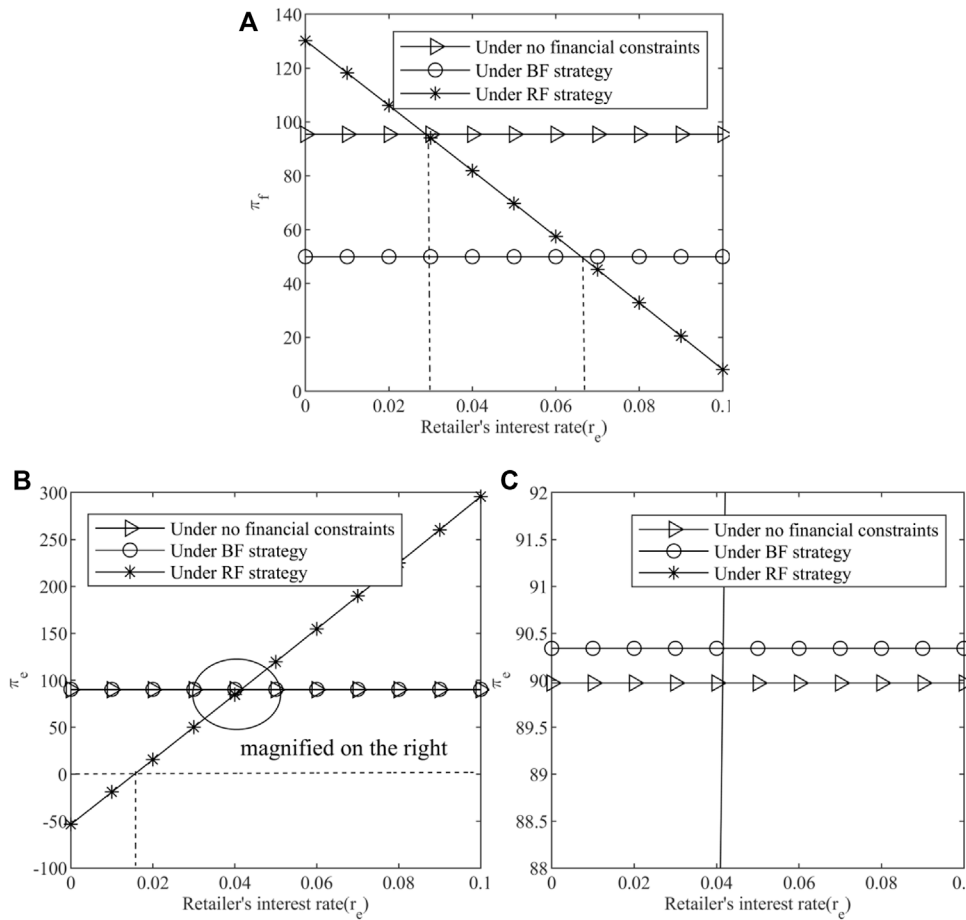 A
140
120
100
80
60
40
20
0
π_f
Under no financial constraints
Under BF strategy
Under RF strategy
0 0.02 0.04 0.06 0.08 0.1
Retailer's interest rate(r_e)
B
300
250
200
150
100
50
0
-50
-100
π_e
Under no financial constraints
Under BF strategy
Under RF strategy
magnified on the right
0 0.02 0.04 0.06 0.08 0.1
Retailer's interest rate(r_e)
C
92
91.5
91
90.5
90
89.5
89
88.5
88
π_e
Under no financial constraints
Under BF strategy
Under RF strategy
0 0.02 0.04 0.06 0.08 0.
Retailer's interest rate(r_e)